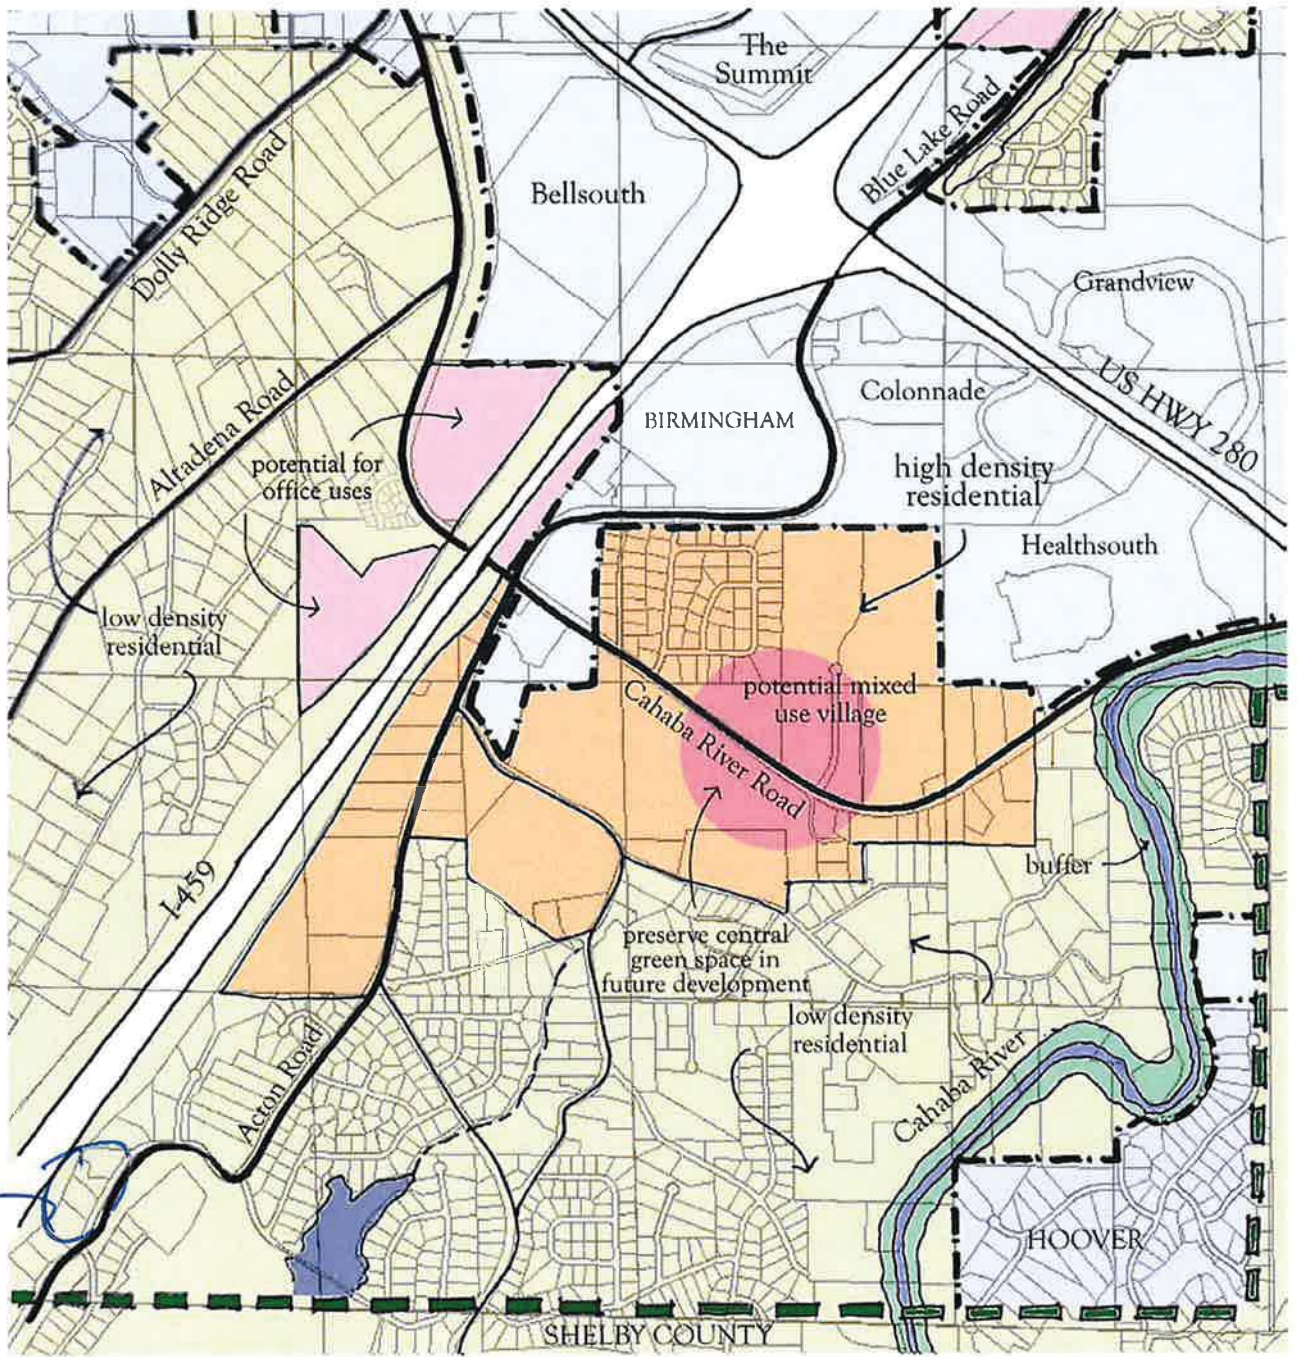 The
Summit
Blue Lake Road
Bellsouth
Dolly Ridge Road
Grandview
US HWY 280
Colonnade
BIRMINGHAM
Altadena Road
potential for
office uses
high density
residential
Healthsouth
low density
residential
potential mixed
use village
Cahaba River Road
buffer
I-459
preserve central
green space in
future development
low density
residential
Cahaba River
Acton Road
HOOVER
SHELBY COUNTY